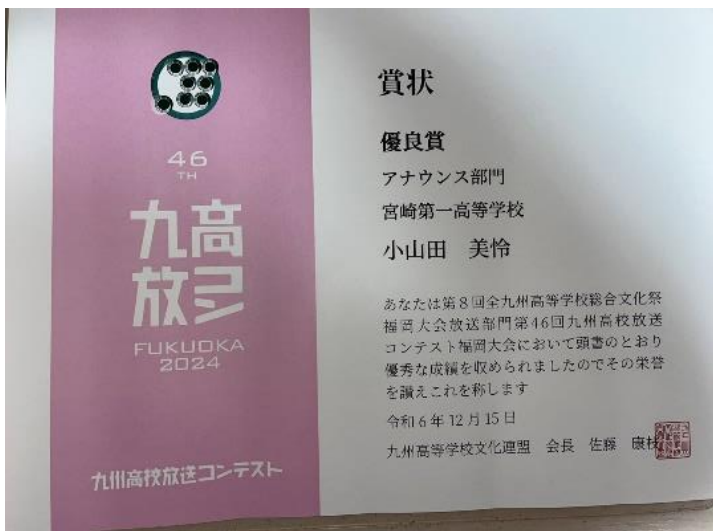 46
TH
九高
放コン
FUKUOKA
2024
九州高校放送コンテスト
賞状
優良賞
アナウンス部門
宮崎第一高等学校
小山田 美怜
あなたは第8回全九州高等学校総合文化祭
福岡大会放送部門第46回九州高校放送
コンテスト福岡大会において頭書のとおり
優秀な成績を収められましたのでその栄誉
を讃えこれを称します
令和6年12月15日
九州高等学校文化連盟 会長 佐藤 康